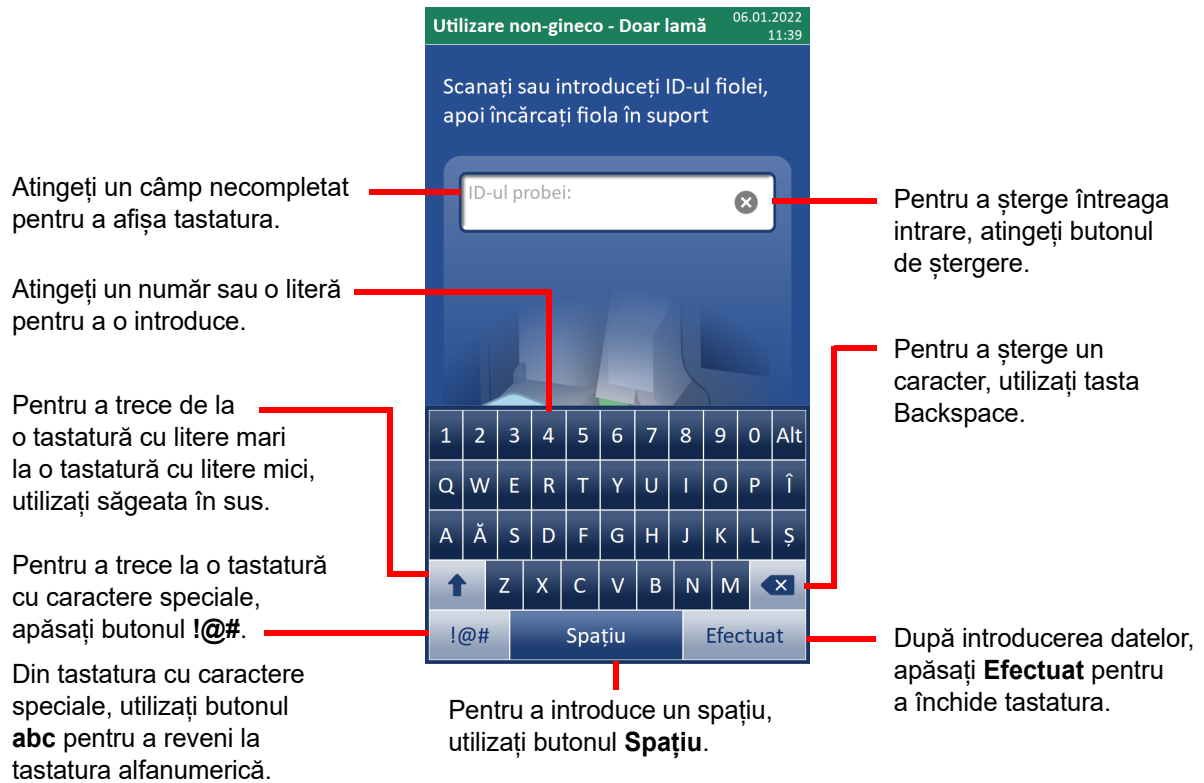 Utilizare non-gineco - Doar lamă
06.01.2022
11:39
Scanați sau introduceți ID-ul fiolei,
apoi încărcați fiola în suport
ID-ul probei:
Atingeți un câmp necompletat
pentru a afișa tastatura.
Atingeți un număr sau o literă
pentru a o introduce.
Pentru a trece de la
o tastatură cu litere mari
la o tastatură cu litere mici,
utilizați săgeata în sus.
Pentru a trece la o tastatură
cu caractere speciale,
apăsați butonul !@#.
Din tastatura cu caractere
speciale, utilizați butonul
abc pentru a reveni la
tastatura alfanumerică.
1 2 3 4 5 6 7 8 9 0 Alt
Q W E R T Y U I O P Î
A Ă S D F G H J K L Ș
Z X C V B N M
!@# Spațiu Efectuat
Pentru a introduce un spațiu,
utilizați butonul Spațiu.
Pentru a șterge întreaga
intrare, atingeți butonul
de ștergere.
Pentru a șterge un
caracter, utilizați tasta
Backspace.
După introducerea datelor,
apăsați Efectuat pentru
a închide tastatura.